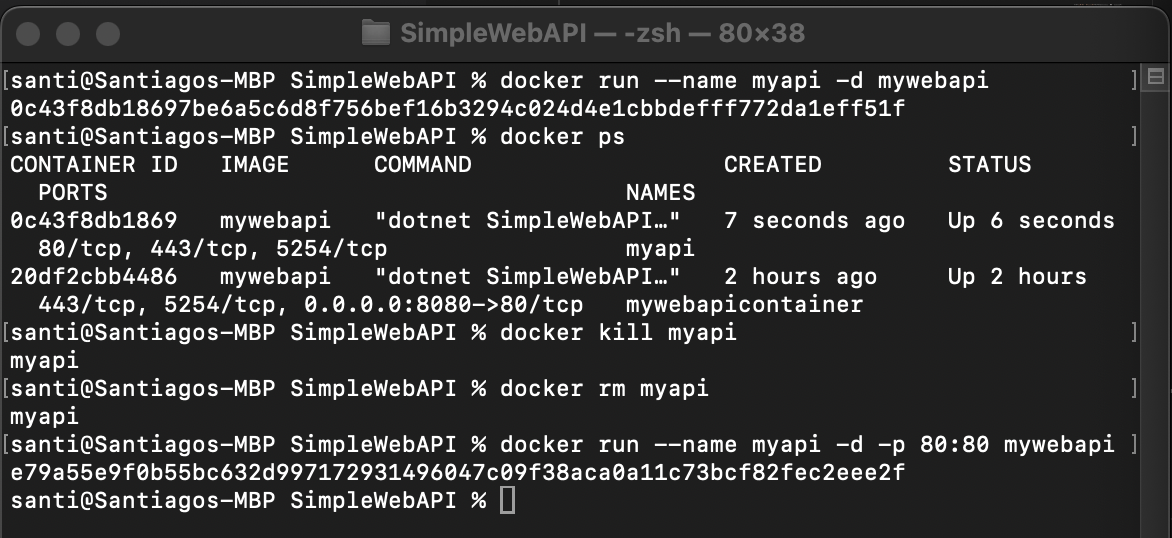 SimpleWebAPI — -zsh — 80×38
[santi@Santiagos-MBP SimpleWebAPI % docker run --name myapi -d mywebapi ]
0c43f8db18697be6a5c6d8f756bef16b3294c024d4e1cbbdefff772da1eff51f
[santi@Santiagos-MBP SimpleWebAPI % docker ps ]
CONTAINER ID   IMAGE      COMMAND                  CREATED         STATUS
  PORTS                                     NAMES
0c43f8db1869   mywebapi   "dotnet SimpleWebAPI…"   7 seconds ago   Up 6 seconds
  80/tcp, 443/tcp, 5254/tcp                 myapi
20df2cbb4486   mywebapi   "dotnet SimpleWebAPI…"   2 hours ago     Up 2 hours
  443/tcp, 5254/tcp, 0.0.0.0:8080->80/tcp   mywebapicontainer
[santi@Santiagos-MBP SimpleWebAPI % docker kill myapi ]
myapi
[santi@Santiagos-MBP SimpleWebAPI % docker rm myapi ]
myapi
[santi@Santiagos-MBP SimpleWebAPI % docker run --name myapi -d -p 80:80 mywebapi ]
e79a55e9f0b55bc632d997172931496047c09f38aca0a11c73bcf82fec2eee2f
santi@Santiagos-MBP SimpleWebAPI %